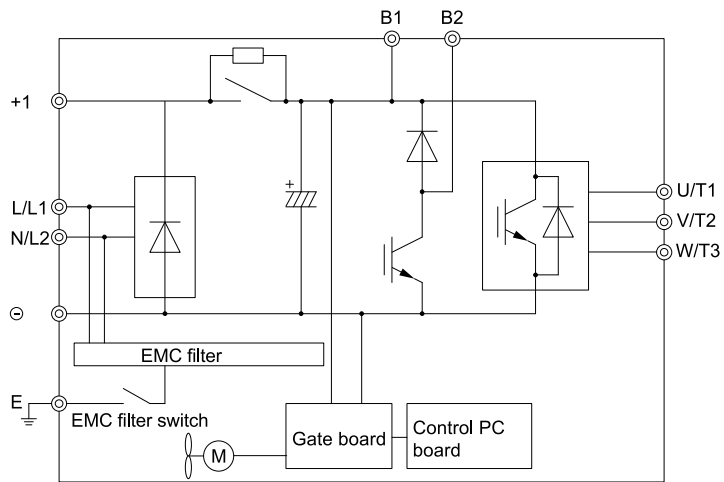 B1
B2
+1
+
L/L1
N/L2
U/T1
V/T2
W/T3
⊖
EMC filter
E
EMC filter switch
M
Gate board
Control PC
board